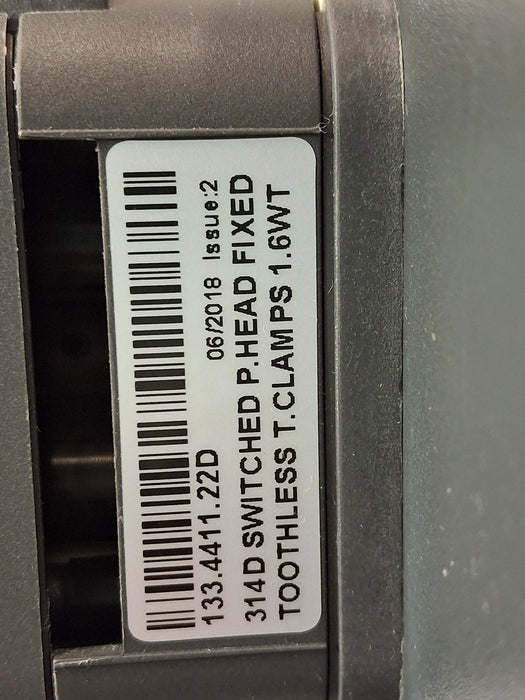 133.4411.22D 06/2018 Issue:2
314D SWITCHED P.HEAD FIXED
TOOTHLESS T.CLAMPS 1.6WT